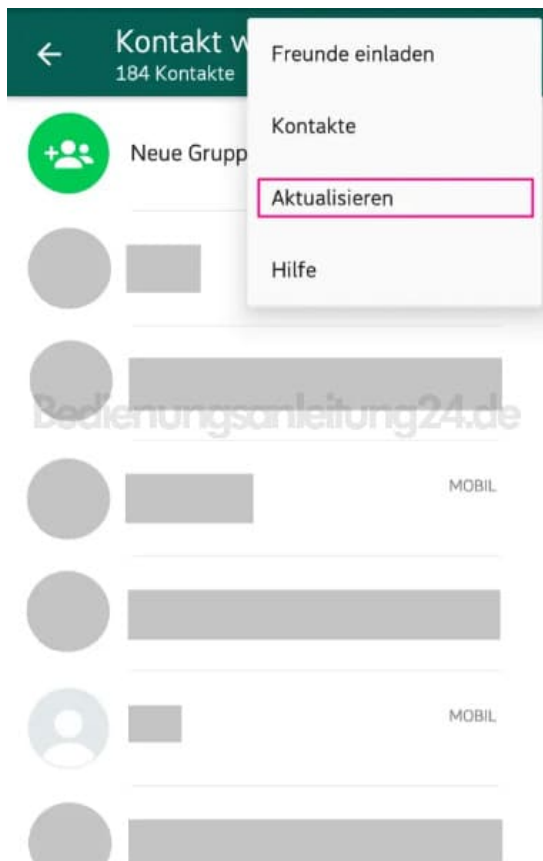 Kontakt w
184 Kontakte
Freunde einladen
Kontakte
Aktualisieren
Hilfe
Neue Grupp
Bedienungsanleitung24.de
MOBIL
MOBIL